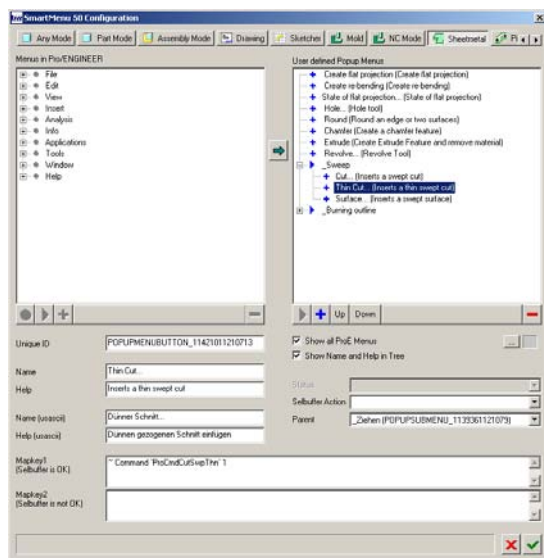 SmartMenu 50 Configuration
Any Mode
Part Mode
Assembly Mode
Drawing
Sketcher
Mold
NC Mode
Sheetmetal
Pi
Menus in Pro/ENGINEER
File
Edit
View
Insert
Analysis
Info
Applications
Tools
Window
Help
User defined Popup Menus
Create flat projection (Create flat projection)
Create re-bending (Create re-bending)
State of flat projection... (State of flat projection)
Hole... (Hole tool)
Round (Round an edge or two surfaces)
Chamfer (Create a chamfer feature)
Extrude (Create Extrude Feature and remove material)
Revolve... (Revolve Tool)
_Sweep
Cut... (Inserts a swept cut)
Thin Cut... (Inserts a thin swept cut)
Surface... (Inserts a swept surface)
_Burning outline
Up
Down
Unique ID
POPUPMENUBUTTON_11421011210713
Name
Thin Cut...
Help
Inserts a thin swept cut
Name (usascii)
Dünner Schnitt...
Help (usascii)
Dünnen gezogenen Schnitt einfügen
Show all ProE Menus
...
Show Name and Help in Tree
Status
Selbuffer Action
Parent
_Ziehen (POPUPSUBMENU_1139361121079)
Mapkey1
(Selbuffer is OK)
~ Command `ProCmdCutSwpThn` 1
Mapkey2
(Selbuffer is not OK)